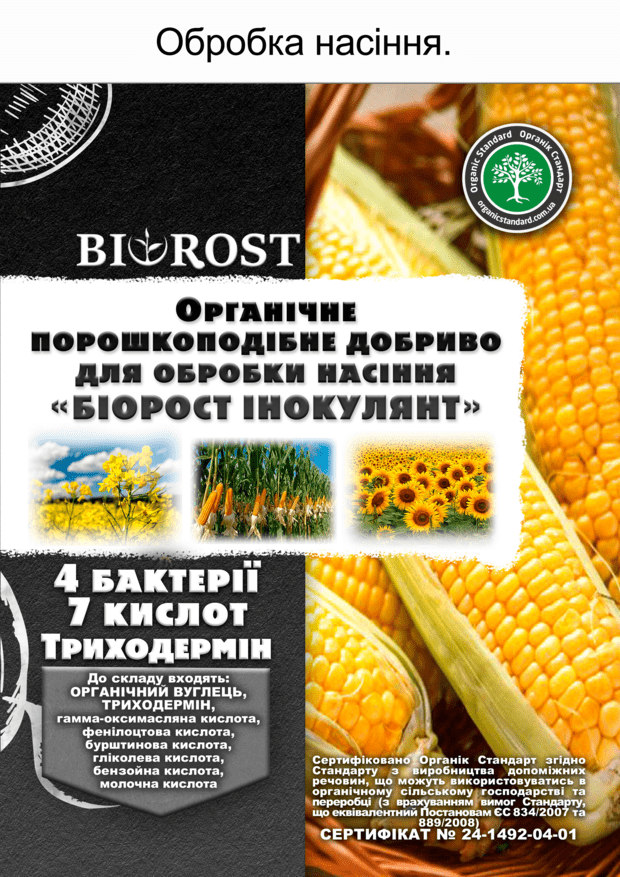 Обробка насіння.
Organic Standard Органік Стандарт
organicstandard.com.ua
BIOROST
Органічне
порошкоподібне добриво
для обробки насіння
«БІОРОСТ ІНОКУЛЯНТ»
4 бактерії
7 кислот
Триходермін
До складу входять:
ОРГАНІЧНИЙ ВУГЛЕЦЬ,
ТРИХОДЕРМІН,
гамма-оксимасляна кислота,
фенілоцтова кислота,
бурштинова кислота,
гліколева кислота,
бензойна кислота,
молочна кислота
Сертифіковано Органік Стандарт згідно
Стандарту з виробництва допоміжних
речовин, що можуть використовуватись в
органічному сільському господарстві та
переробці (з врахуванням вимог Стандарту,
що еквівалентний Постановам ЄС 834/2007 та
889/2008)
СЕРТИФІКАТ № 24-1492-04-01